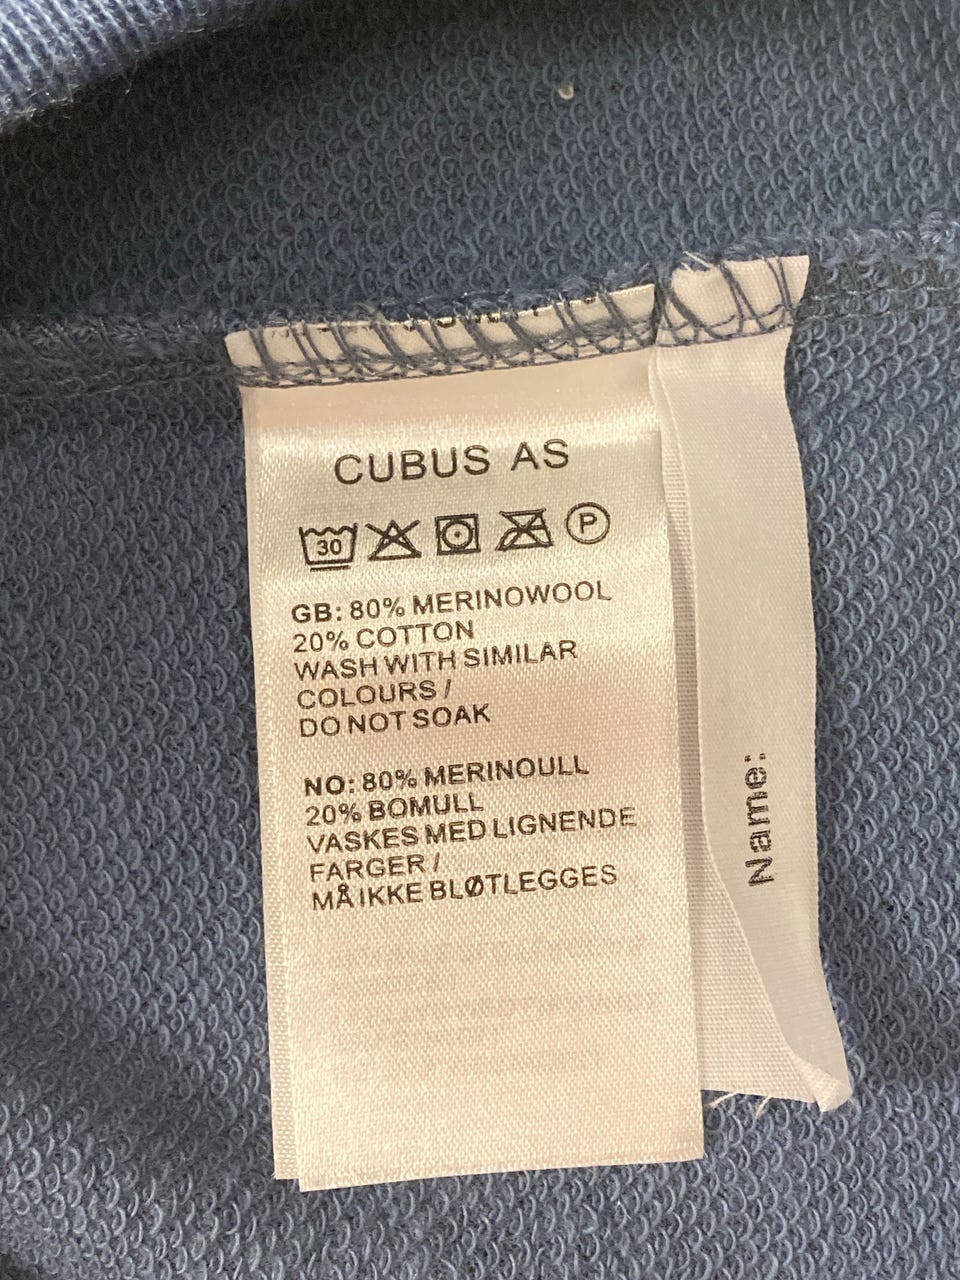 CUBUS AS
30 P
GB: 80% MERINOWOOL
20% COTTON
WASH WITH SIMILAR
COLOURS /
DO NOT SOAK
NO: 80% MERINOULL
20% BOMULL
VASKES MED LIGNENDE
FARGER /
MÅ IKKE BLØTLEGGES
Name: